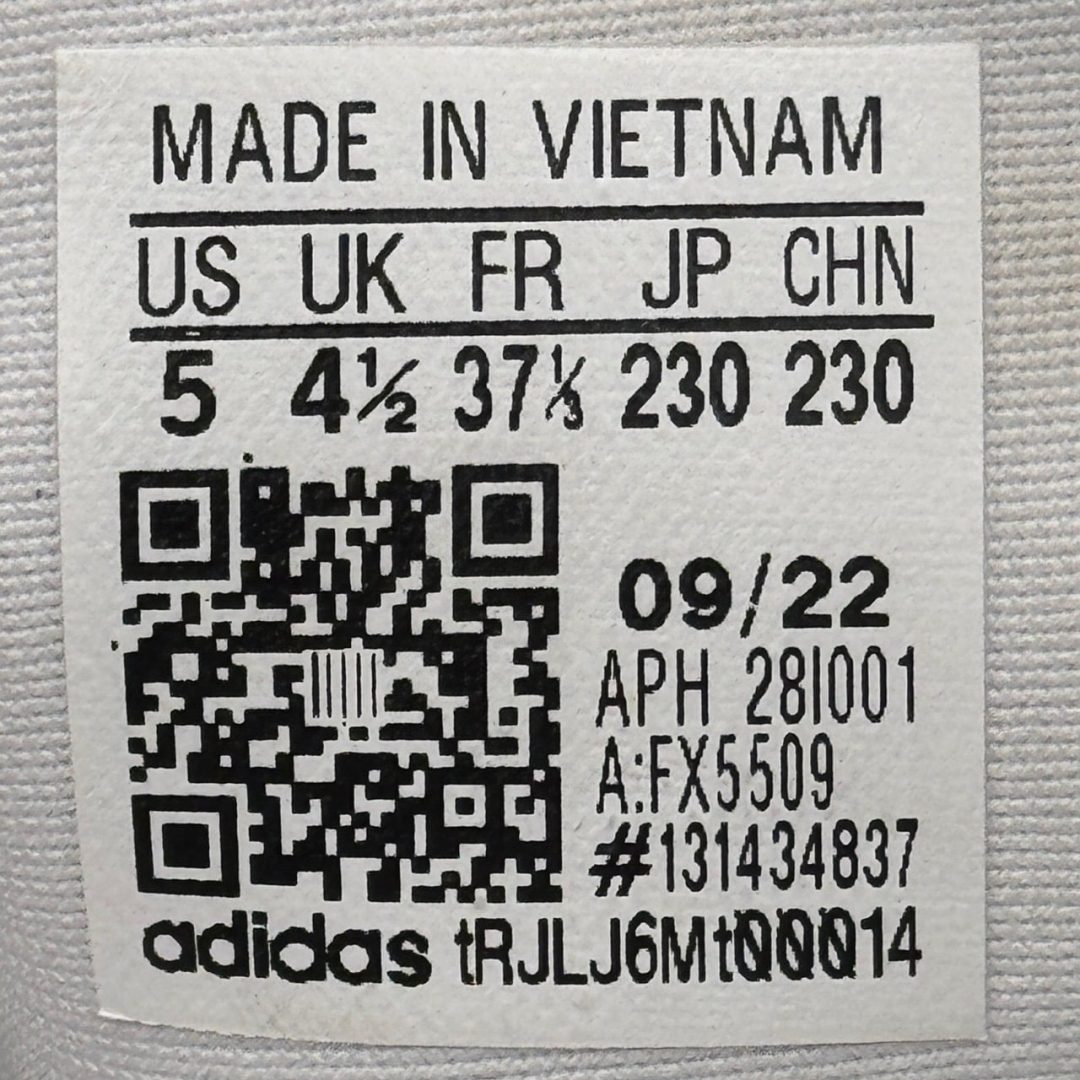 MADE IN VIETNAM
US UK FR JP CHN
5 4½ 37⅓ 230 230
09/22
APH 28I001
A:FX5509
#131434837
adidas tRJLJ6Mt00014